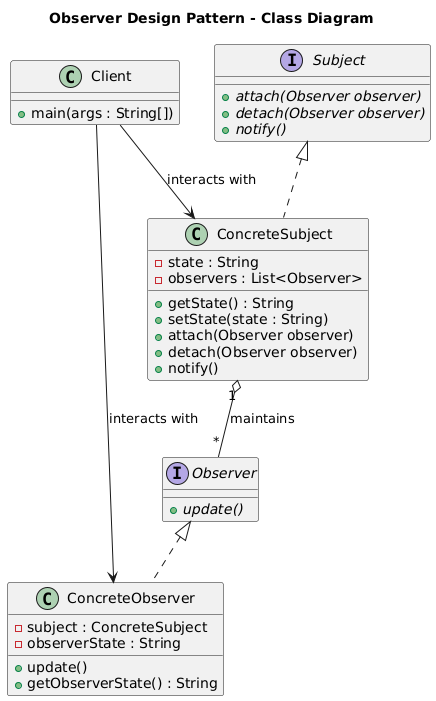 Observer Design Pattern - Class Diagram
I Subject
attach(Observer observer)
detach(Observer observer)
notify()
C Client
main(args : String[])
interacts with
C ConcreteSubject
state : String
observers : List<Observer>
getState() : String
setState(state : String)
attach(Observer observer)
detach(Observer observer)
notify()
1
interacts with
maintains
*
I Observer
update()
C ConcreteObserver
subject : ConcreteSubject
observerState : String
update()
getObserverState() : String